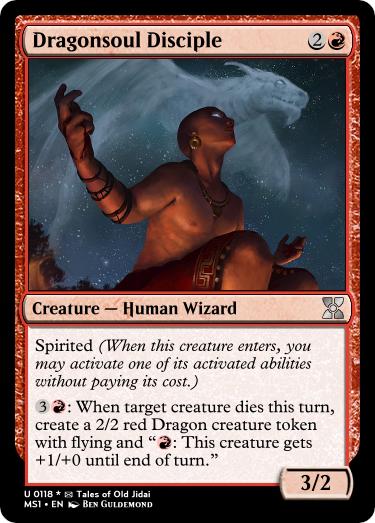 Dragonsoul Disciple 2
Creature — Human Wizard
Spirited (When this creature enters, you
may activate one of its activated abilities
without paying its cost.)
3: When target creature dies this turn,
create a 2/2 red Dragon creature token
with flying and “: This creature gets
+1/+0 until end of turn.”
3/2
U 0118 * Tales of Old Jidai
MS1 • EN Ben Guldemond